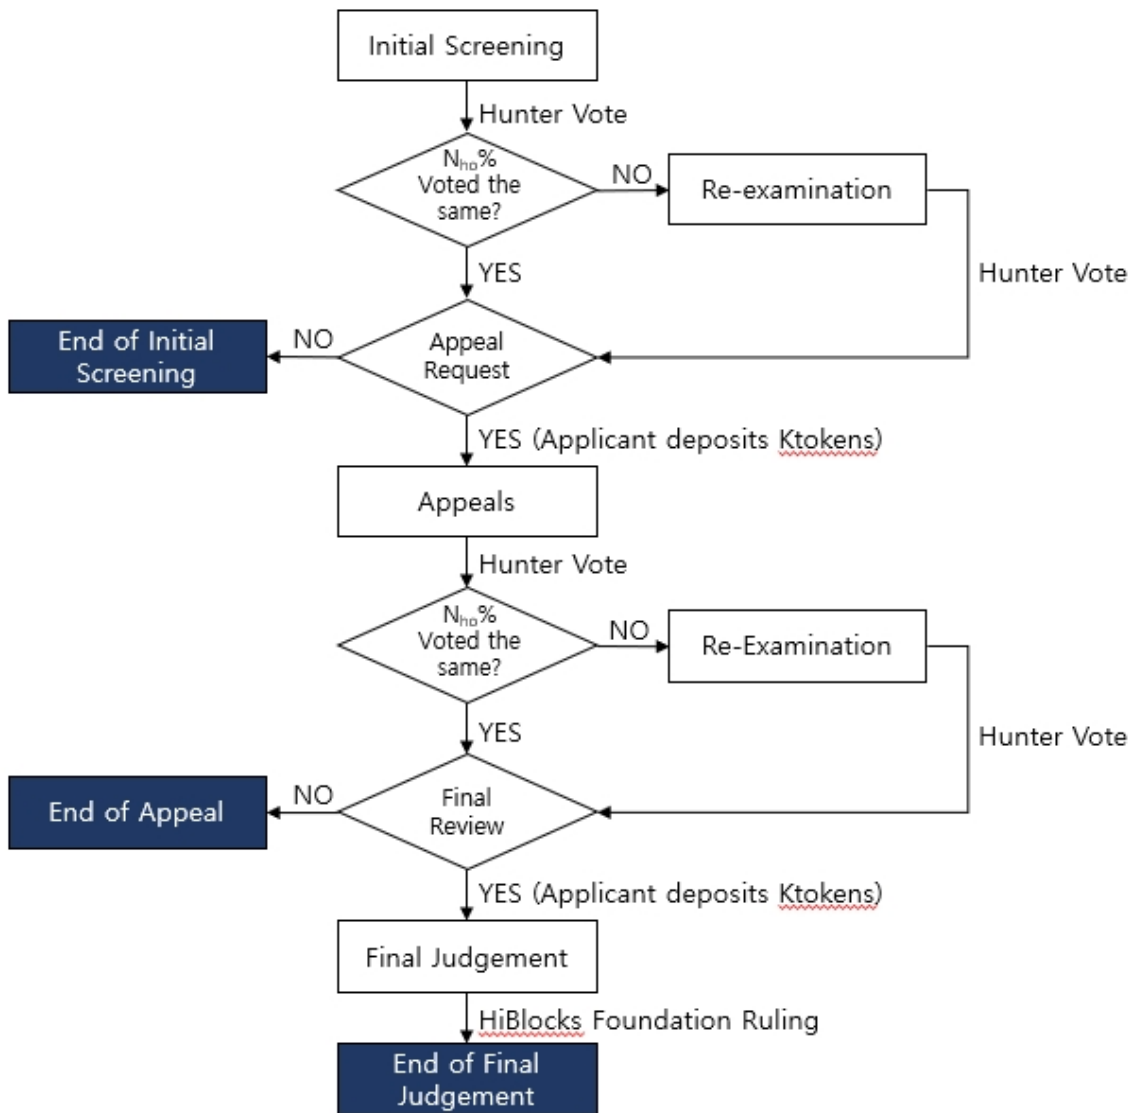 Initial Screening
Hunter Vote
Nho%
Voted the
same?
NO
Re-examination
Hunter Vote
YES
Appeal
Request
NO
End of Initial
Screening
YES (Applicant deposits Ktokens)
Appeals
Hunter Vote
Nho%
Voted the
same?
NO
Re-Examination
Hunter Vote
YES
Final
Review
NO
End of Appeal
YES (Applicant deposits Ktokens)
Final Judgement
HiBlocks Foundation Ruling
End of Final
Judgement